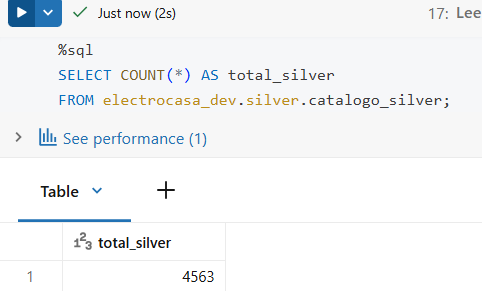 Just now (2s)
17: Lee
%sql
SELECT COUNT(*) AS total_silver
FROM electrocasa_dev.silver.catalogo_silver;
See performance (1)
Table
123 total_silver
1 4563